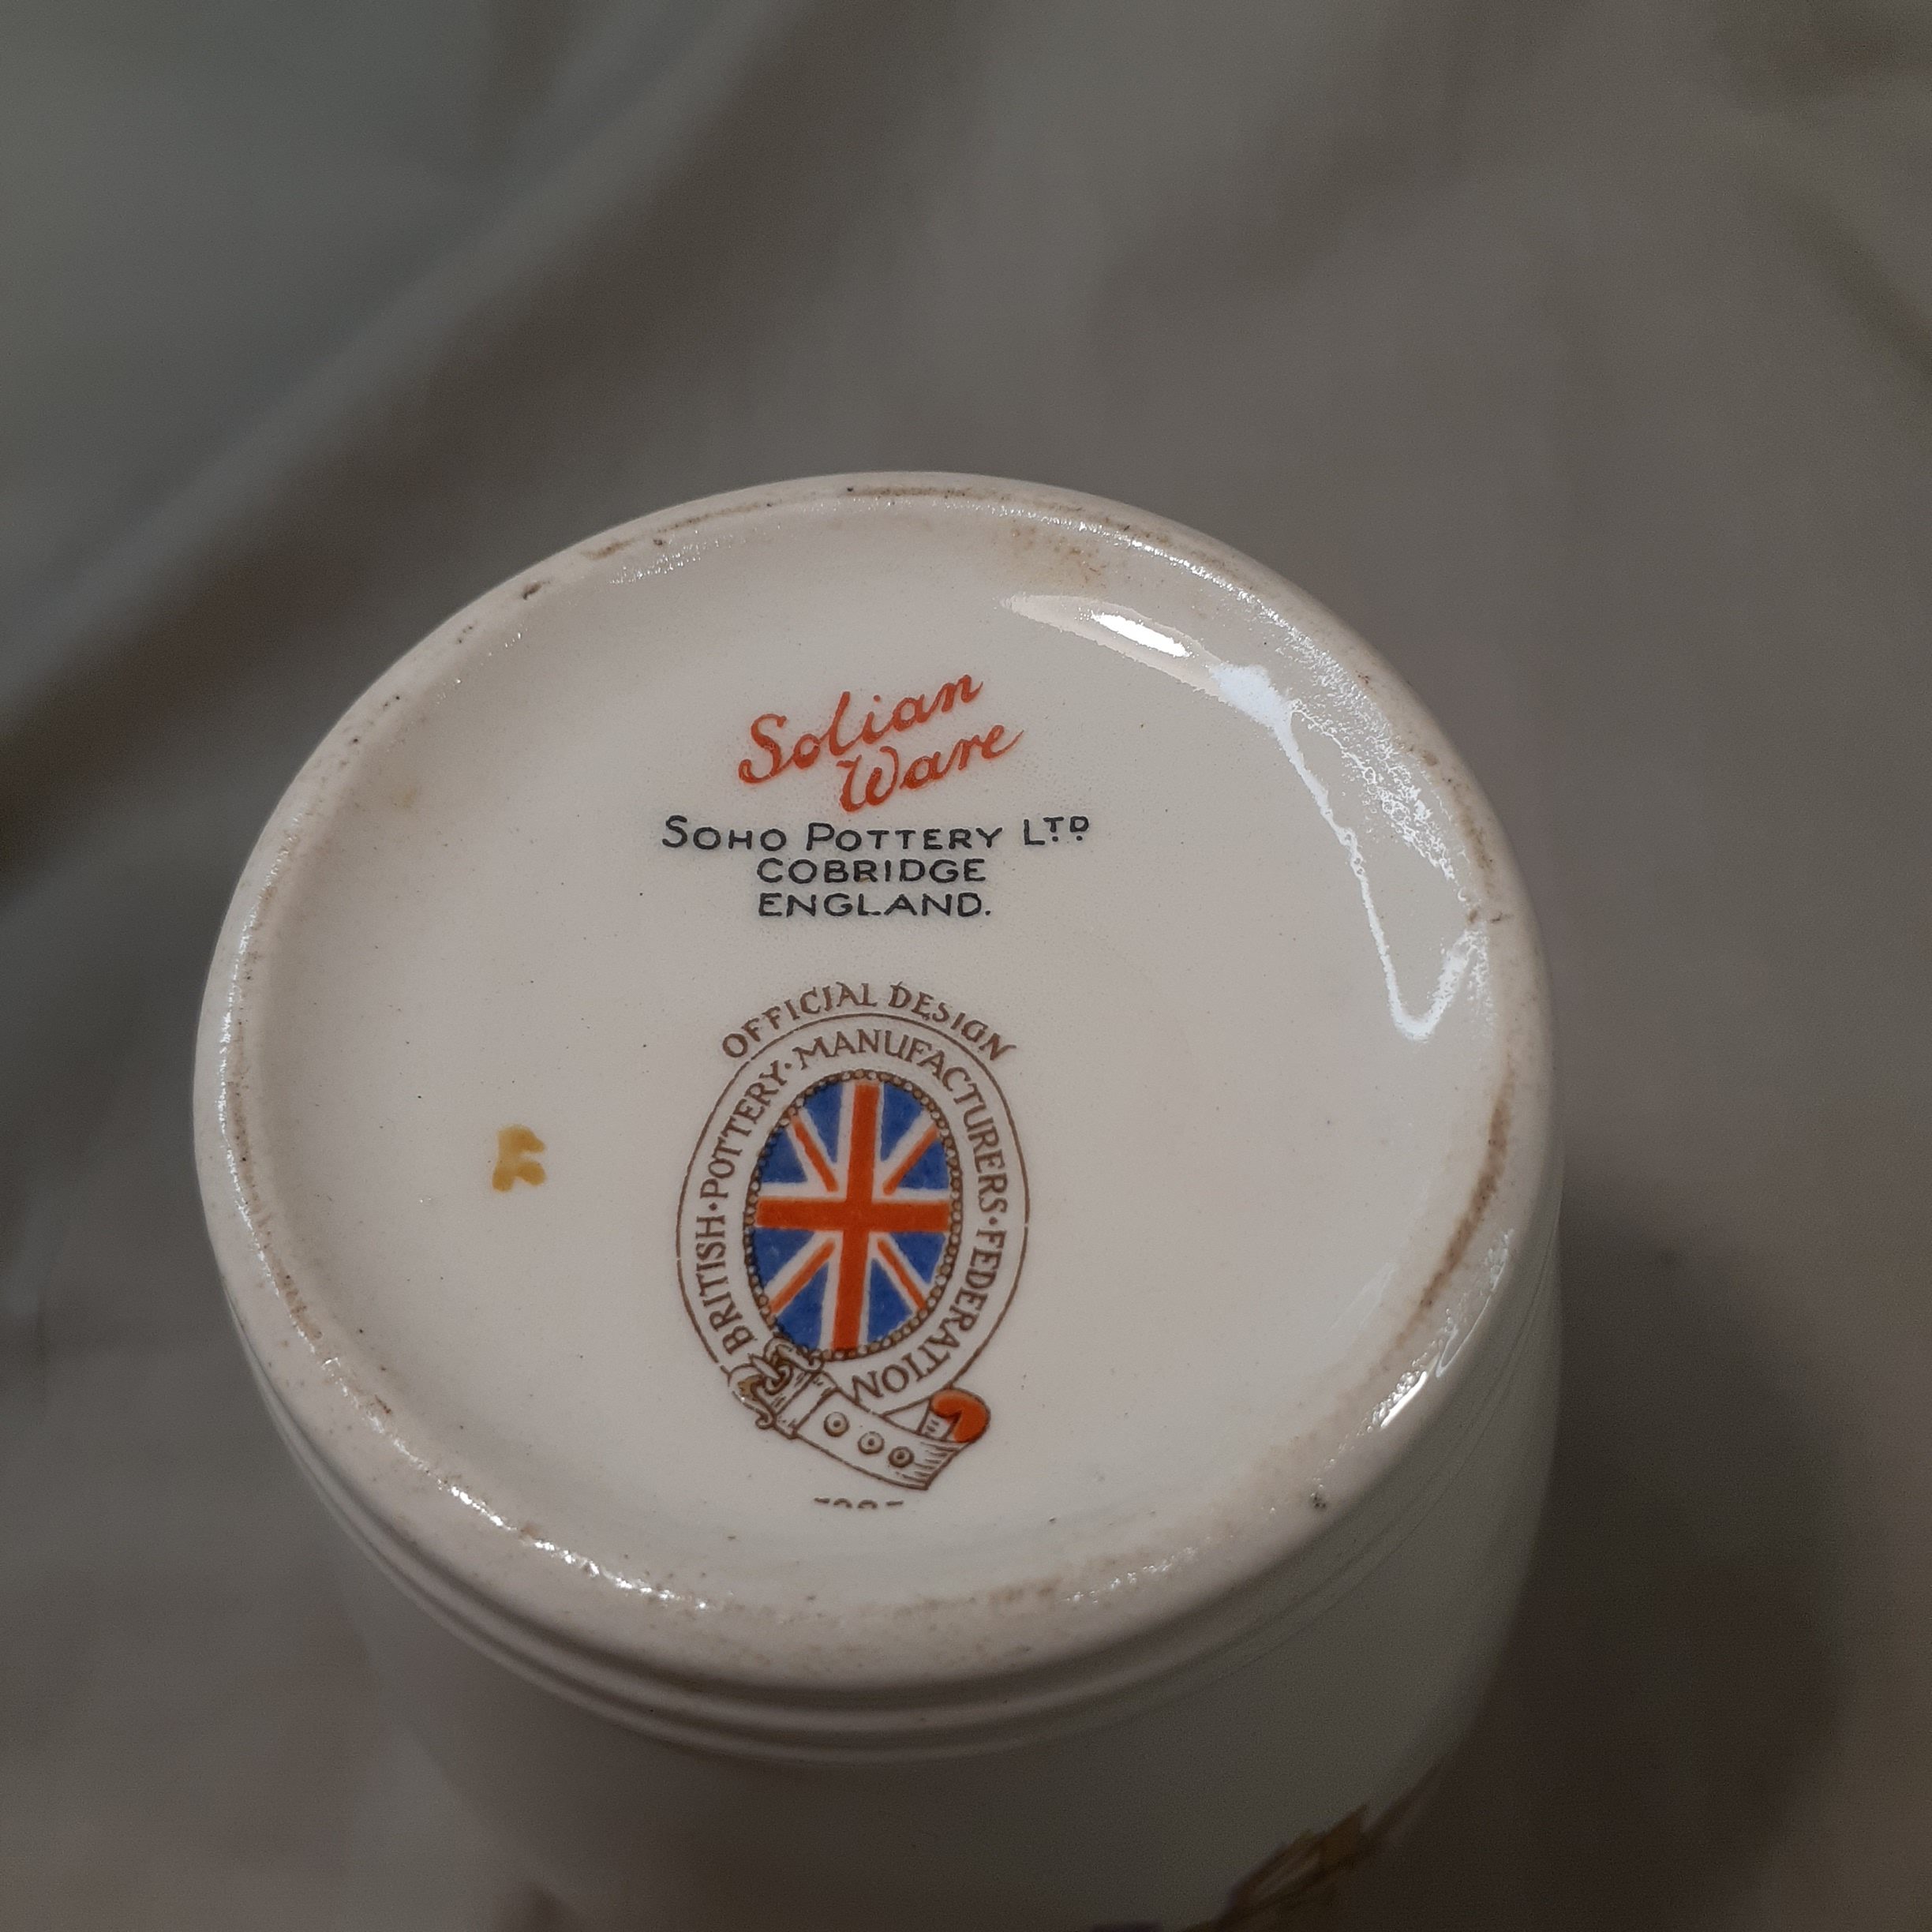 Solian
Ware
SOHO POTTERY LTD
COBRIDGE
ENGLAND.
OFFICIAL DESIGN
BRITISH·POTTERY·MANUFACTURERS·FEDERATION